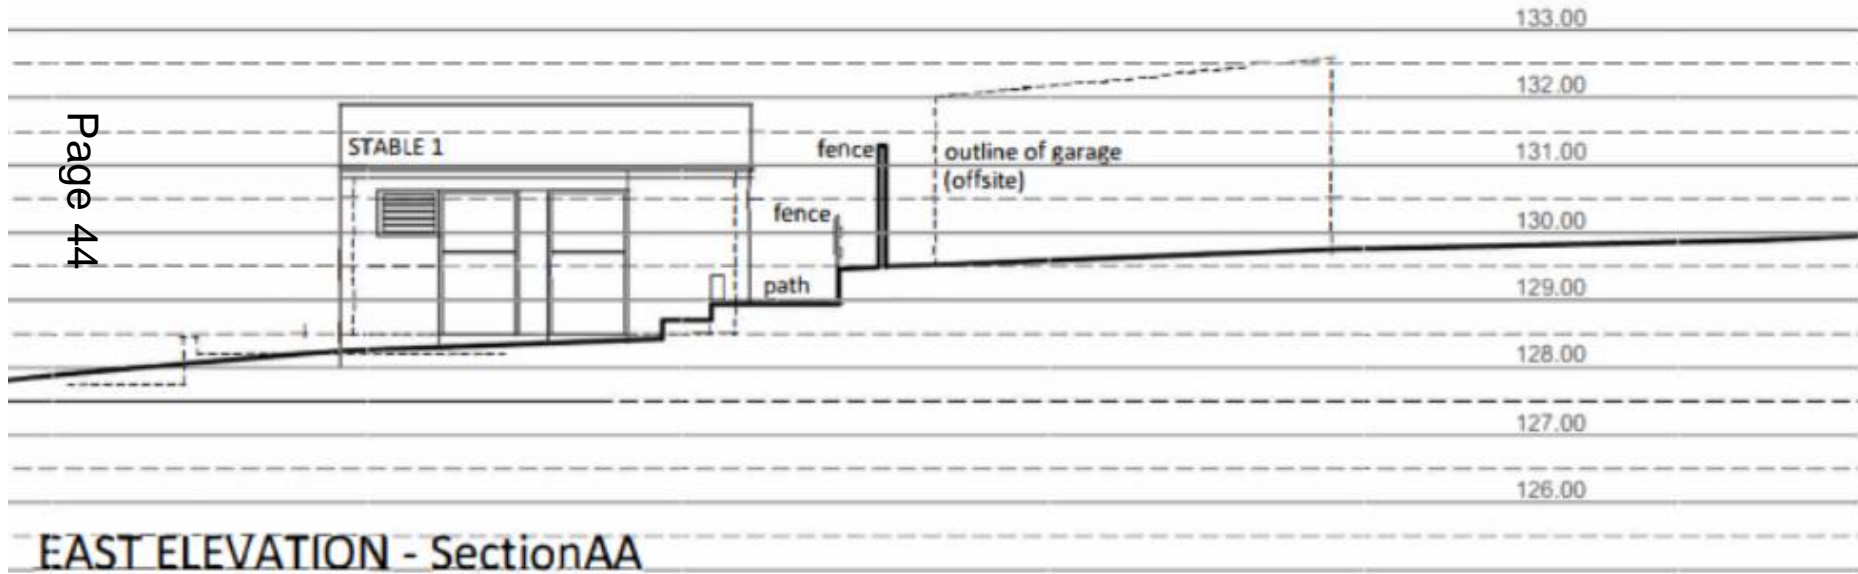 133.00
132.00
Page 44
STABLE 1
fence
outline of garage
(offsite)
131.00
fence
130.00
path
129.00
128.00
127.00
126.00
EAST ELEVATION - SectionAA